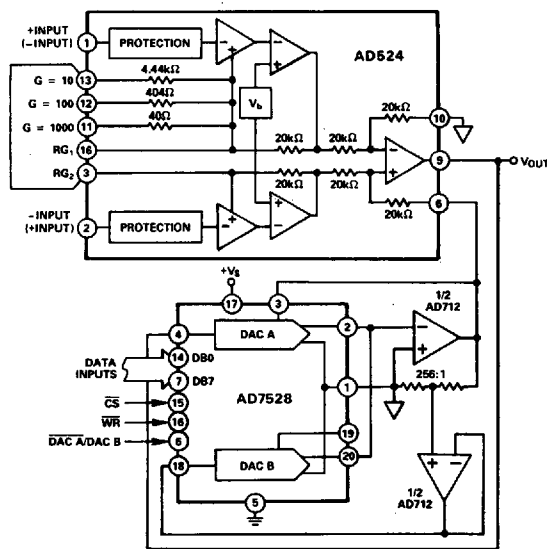 +INPUT
(−INPUT)
1
PROTECTION
AD524
G = 10
13
4.44kΩ
G = 100
12
404Ω
G = 1000
11
40Ω
Vb
RG1
16
20kΩ
20kΩ
20kΩ
10
9
VOUT
RG2
3
20kΩ
20kΩ
20kΩ
6
−INPUT
(+INPUT)
2
PROTECTION
+VS
17
3
1/2
AD712
4
DAC A
2
DATA
INPUTS
14
DB0
7
DB7
AD7528
1
256:1
CS
15
WR
16
DAC A/DAC B
6
19
20
18
DAC B
5
1/2
AD712